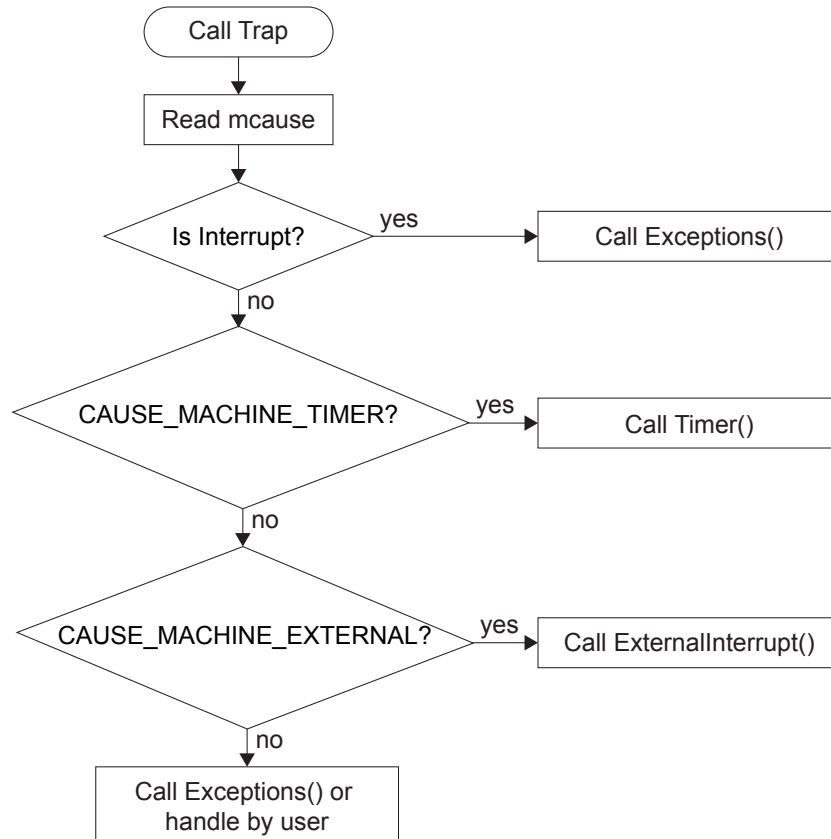 Call Trap
Read mcause
Is Interrupt?
yes
Call Exceptions()
no
CAUSE_MACHINE_TIMER?
yes
Call Timer()
no
CAUSE_MACHINE_EXTERNAL?
yes
Call ExternalInterrupt()
no
Call Exceptions() or
handle by user